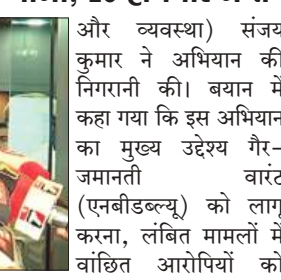 और व्यवस्था) संजय
कुमार ने अभियान की
निगरानी की। बयान में
कहा गया कि इस अभियान
का मुख्य उद्देश्य गैर-
जमानती वारंट
(एनबीडब्ल्यू) को लागू
करना, लंबित मामलों में
वांछित आरोपियों को